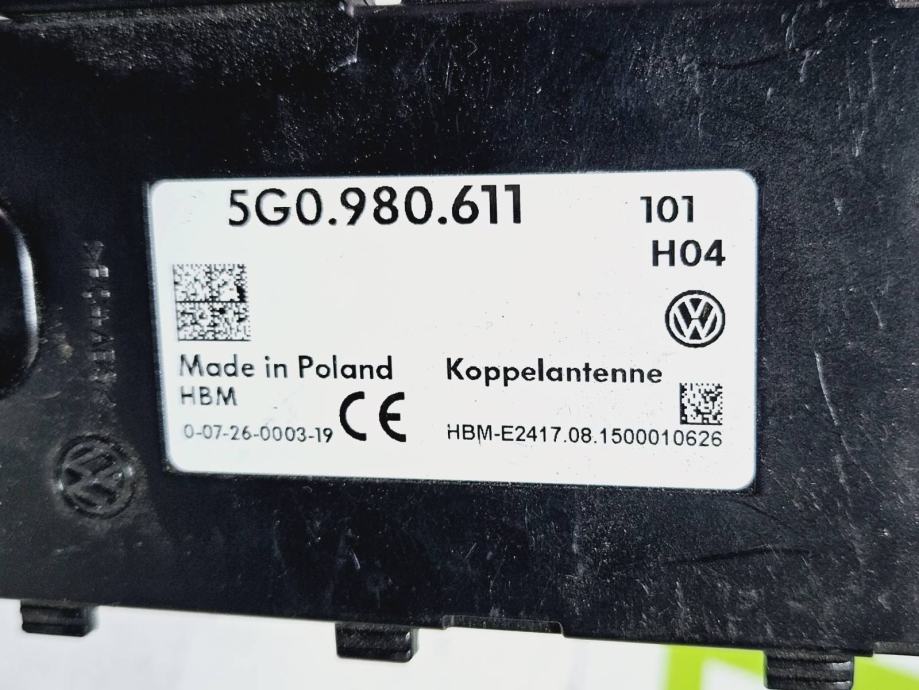 5G0.980.611
101
H04
Made in Poland
HBM
0-07-26-0003-19
CE
Koppelantenne
HBM-E2417.08.1500010626